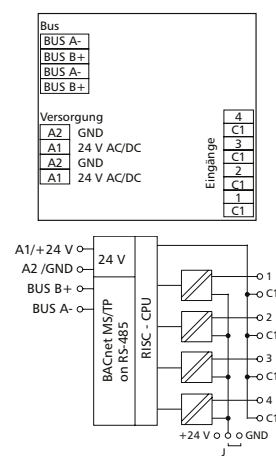 Bus
BUS A-
BUS B+
BUS A-
BUS B+
Versorgung
A2 GND
A1 24 V AC/DC
A2 GND
A1 24 V AC/DC
Eingänge
4
C1
3
C1
2
C1
1
C1
A1/+24 V
A2 /GND
BUS B+
BUS A-
24 V
BACnet MS/TP
on RS-485
RISC - CPU
1
C1
2
C1
3
C1
4
C1
+24 V
GND
J